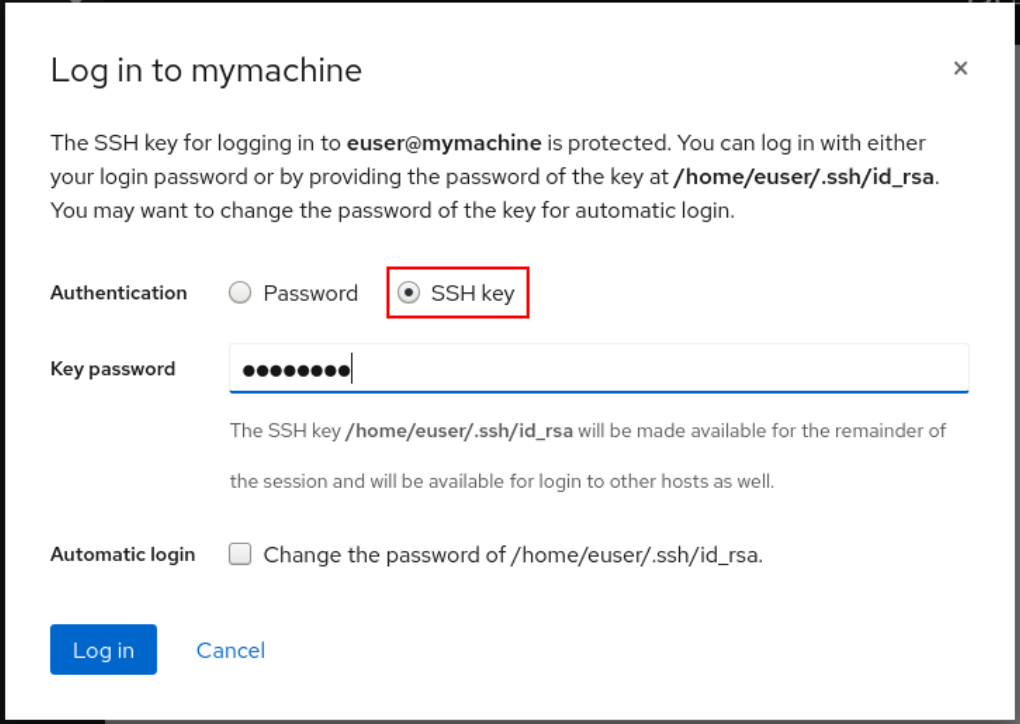 Log in to mymachine
×
The SSH key for logging in to euser@mymachine is protected. You can log in with either
your login password or by providing the password of the key at /home/euser/.ssh/id_rsa.
You may want to change the password of the key for automatic login.
Authentication Password SSH key
Key password ●●●●●●●●
The SSH key /home/euser/.ssh/id_rsa will be made available for the remainder of
the session and will be available for login to other hosts as well.
Automatic login Change the password of /home/euser/.ssh/id_rsa.
Log in Cancel